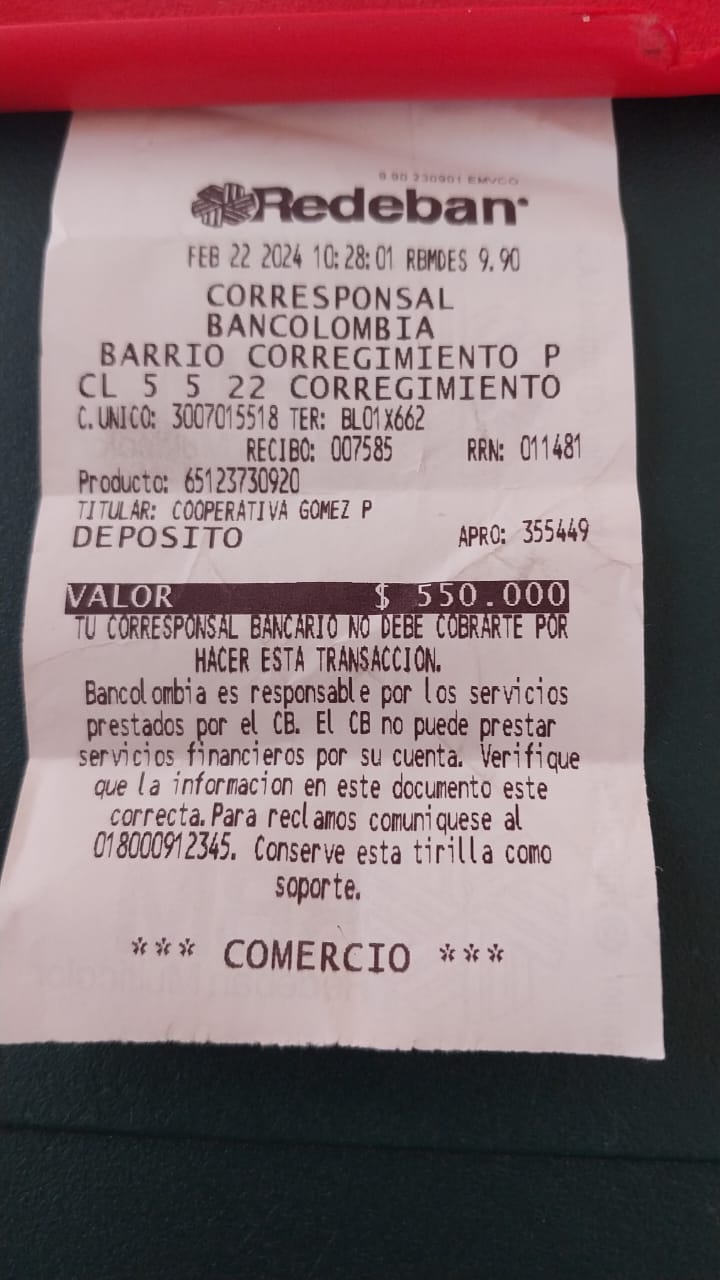 9.90 230901 EMVCO
Redeban
FEB 22 2024 10:28:01 RBMDES 9.90
CORRESPONSAL
BANCOLOMBIA
BARRIO CORREGIMIENTO P
CL 5 5 22 CORREGIMIENTO
C.UNICO: 3007015518 TER: BL01X662
RECIBO: 007585 RRN: 011481
Producto: 65123730920
TITULAR: COOPERATIVA GOMEZ P
DEPOSITO APRO: 355449
VALOR $ 550.000
TU CORRESPONSAL BANCARIO NO DEBE COBRARTE POR
HACER ESTA TRANSACCION.
Bancolombia es responsable por los servicios
prestados por el CB. El CB no puede prestar
servicios financieros por su cuenta. Verifique
que la informacion en este documento este
correcta.Para reclamos comuniquese al
018000912345. Conserve esta tirilla como
soporte.
*** COMERCIO ***